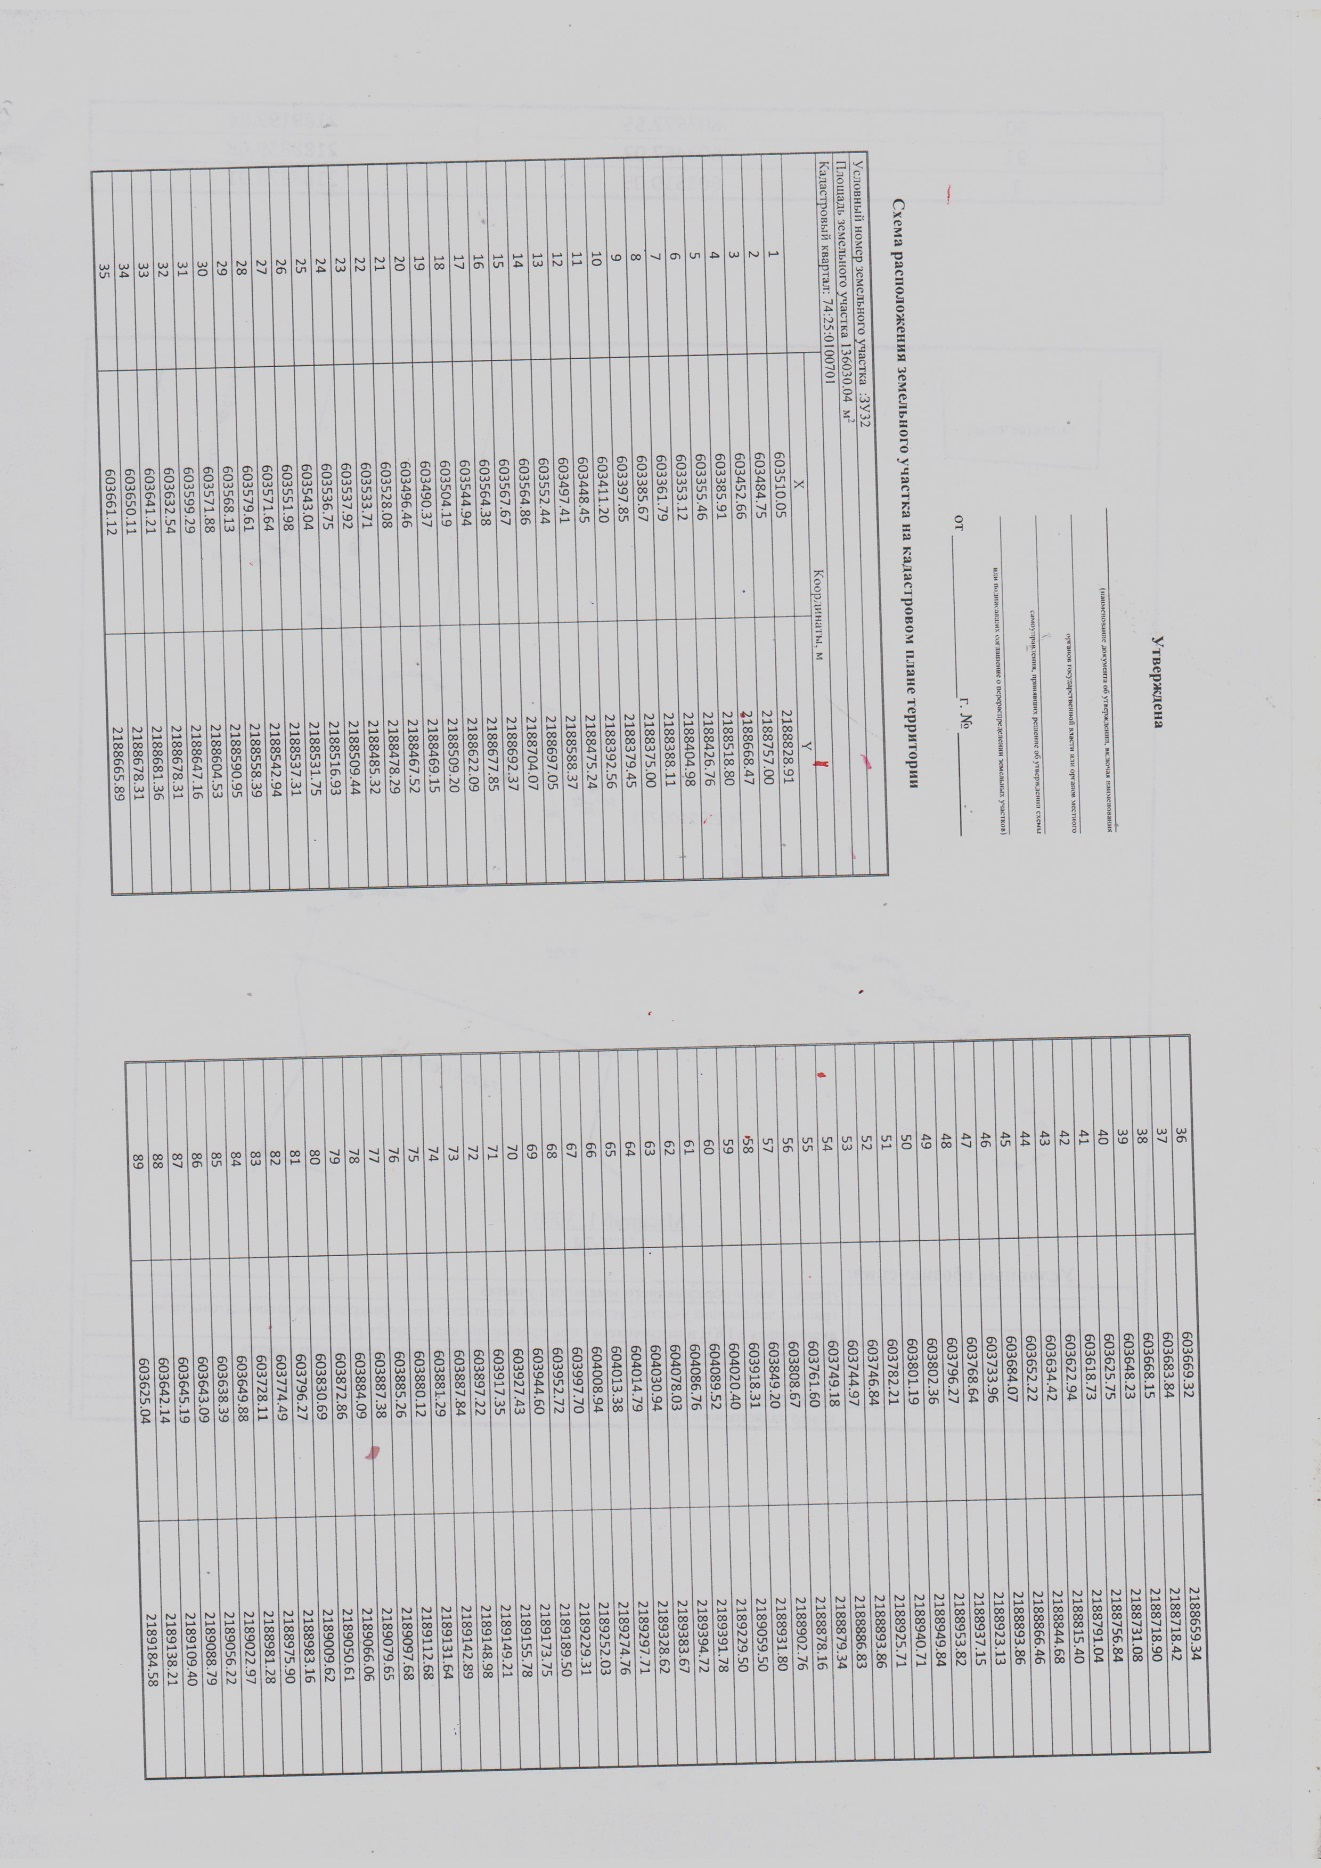 Утверждена
(наименование документа об утверждении, включая наименования
органов государственной власти или органов местного
самоуправления, принявших решение об утверждении схемы
или подписавших соглашение о перераспределении земельных участков)
от г. №
Схема расположения земельного участка на кадастровом плане территории
Условный номер земельного участка :ЗУ32
Площадь земельного участка 136030.04 м²
Кадастровый квартал: 74:25:0100701
Координаты, м
X Y
1 603510.05 2188828.91
2 603484.75 2188757.00
3 603452.66 2188668.47
4 603385.91 2188518.80
5 603355.46 2188426.76
6 603353.12 2188404.98
7 603361.79 2188388.11
8 603385.67 2188375.00
9 603397.85 2188379.45
10 603411.20 2188392.56
11 603448.45 2188475.24
12 603497.41 2188588.37
13 603552.44 2188697.05
14 603564.86 2188704.07
15 603567.67 2188692.37
16 603564.38 2188677.85
17 603544.94 2188622.09
18 603504.19 2188509.20
19 603490.37 2188469.15
20 603496.46 2188467.52
21 603528.08 2188478.29
22 603533.71 2188485.32
23 603537.92 2188509.44
24 603536.75 2188516.93
25 603543.04 2188531.75
26 603551.98 2188537.31
27 603571.64 2188542.94
28 603579.61 2188558.39
29 603568.13 2188590.95
30 603571.88 2188604.53
31 603599.29 2188647.16
32 603632.54 2188678.31
33 603641.21 2188681.36
34 603650.11 2188678.31
35 603661.12 2188665.89
36 603669.32 2188659.34
37 603683.84 2188718.42
38 603668.15 2188718.90
39 603648.23 2188731.08
40 603625.75 2188756.84
41 603618.73 2188791.04
42 603622.94 2188815.40
43 603634.42 2188844.68
44 603652.22 2188866.46
45 603684.07 2188893.86
46 603733.96 2188923.13
47 603768.64 2188937.15
48 603796.27 2188953.82
49 603802.36 2188949.84
50 603801.19 2188940.71
51 603782.21 2188925.71
52 603746.84 2188893.86
53 603744.97 2188886.83
54 603749.18 2188879.34
55 603761.60 2188878.16
56 603808.67 2188902.76
57 603849.20 2188931.80
58 603918.31 2189059.50
59 604020.40 2189229.50
60 604089.52 2189391.78
61 604086.76 2189394.72
62 604078.03 2189383.67
63 604030.94 2189328.62
64 604014.79 2189297.71
65 604013.38 2189274.76
66 604008.94 2189252.03
67 603997.70 2189229.31
68 603952.72 2189189.50
69 603944.60 2189173.75
70 603927.43 2189155.78
71 603917.35 2189149.21
72 603897.22 2189148.98
73 603887.84 2189142.89
74 603881.29 2189131.64
75 603880.12 2189112.68
76 603885.26 2189097.68
77 603887.38 2189079.65
78 603884.09 2189066.06
79 603872.86 2189050.61
80 603830.69 2189009.62
81 603796.27 2188983.16
82 603774.49 2188975.90
83 603728.11 2188981.28
84 603649.88 2189022.97
85 603638.39 2189056.22
86 603643.09 2189088.79
87 603645.19 2189109.40
88 603642.14 2189138.21
89 603625.04 2189184.58